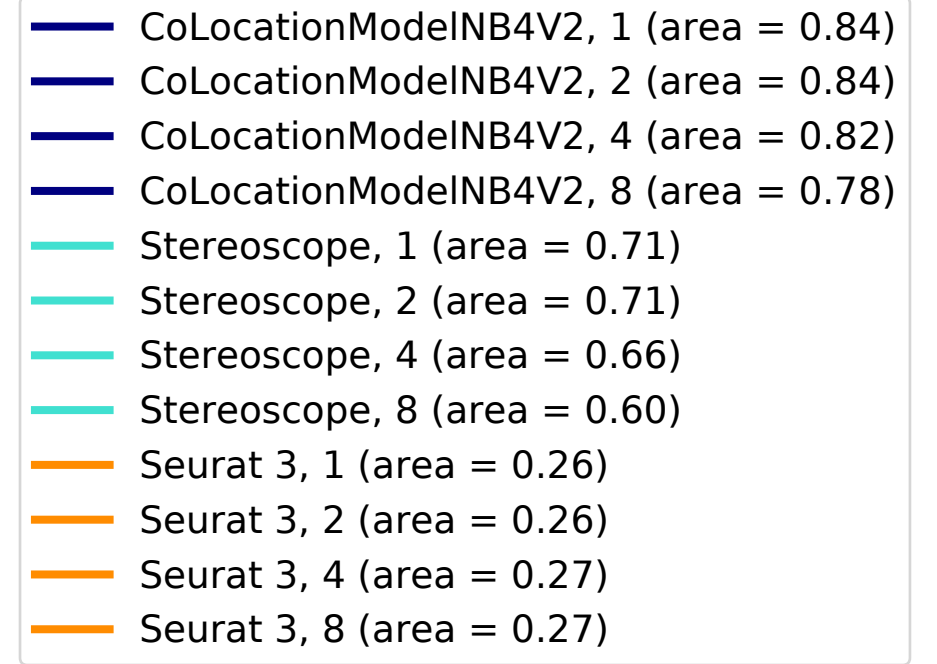 CoLocationModelNB4V2, 1 (area = 0.84)
CoLocationModelNB4V2, 2 (area = 0.84)
CoLocationModelNB4V2, 4 (area = 0.82)
CoLocationModelNB4V2, 8 (area = 0.78)
Stereoscope, 1 (area = 0.71)
Stereoscope, 2 (area = 0.71)
Stereoscope, 4 (area = 0.66)
Stereoscope, 8 (area = 0.60)
Seurat 3, 1 (area = 0.26)
Seurat 3, 2 (area = 0.26)
Seurat 3, 4 (area = 0.27)
Seurat 3, 8 (area = 0.27)